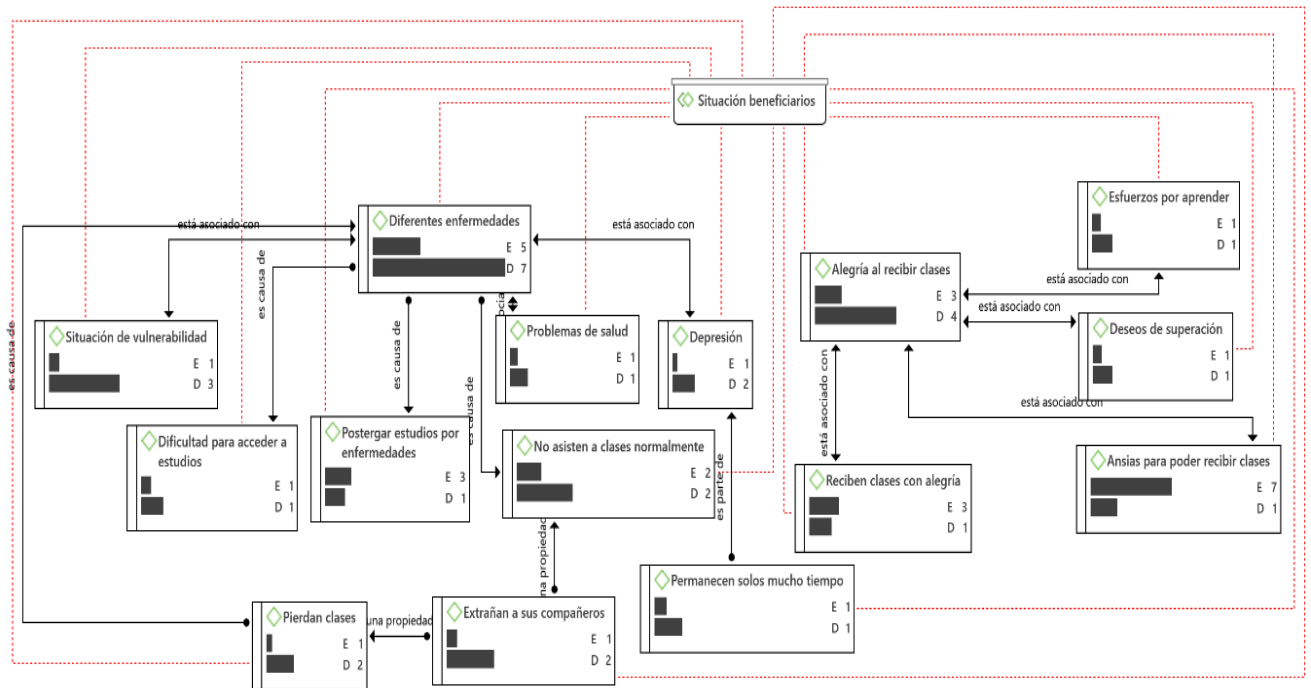 Situación beneficiarios
Esfuerzos por aprender
E 1
D 1
Diferentes enfermedades
E 5
D 7
está asociado con
está asociado con
es causa de
Alegría al recibir clases
E 3
D 4
está asociado con
está asociado con
Situación de vulnerabilidad
E 1
D 3
Problemas de salud
E 1
D 1
Depresión
E 1
D 2
Deseos de superación
E 1
D 1
es causa de
es causa de
es causa de
está asociado con
está asociado con
Dificultad para acceder a
estudios
E 1
D 1
Postergar estudios por
enfermedades
E 3
D 1
No asisten a clases normalmente
E 2
D 2
es parte de
Reciben clases con alegría
E 3
D 1
Ansias para poder recibir clases
E 7
D 1
na propiedad
Permanecen solos mucho tiempo
E 1
D 1
Pierdan clases
E 1
D 2
una propiedad
Extrañan a sus compañeros
E 1
D 2